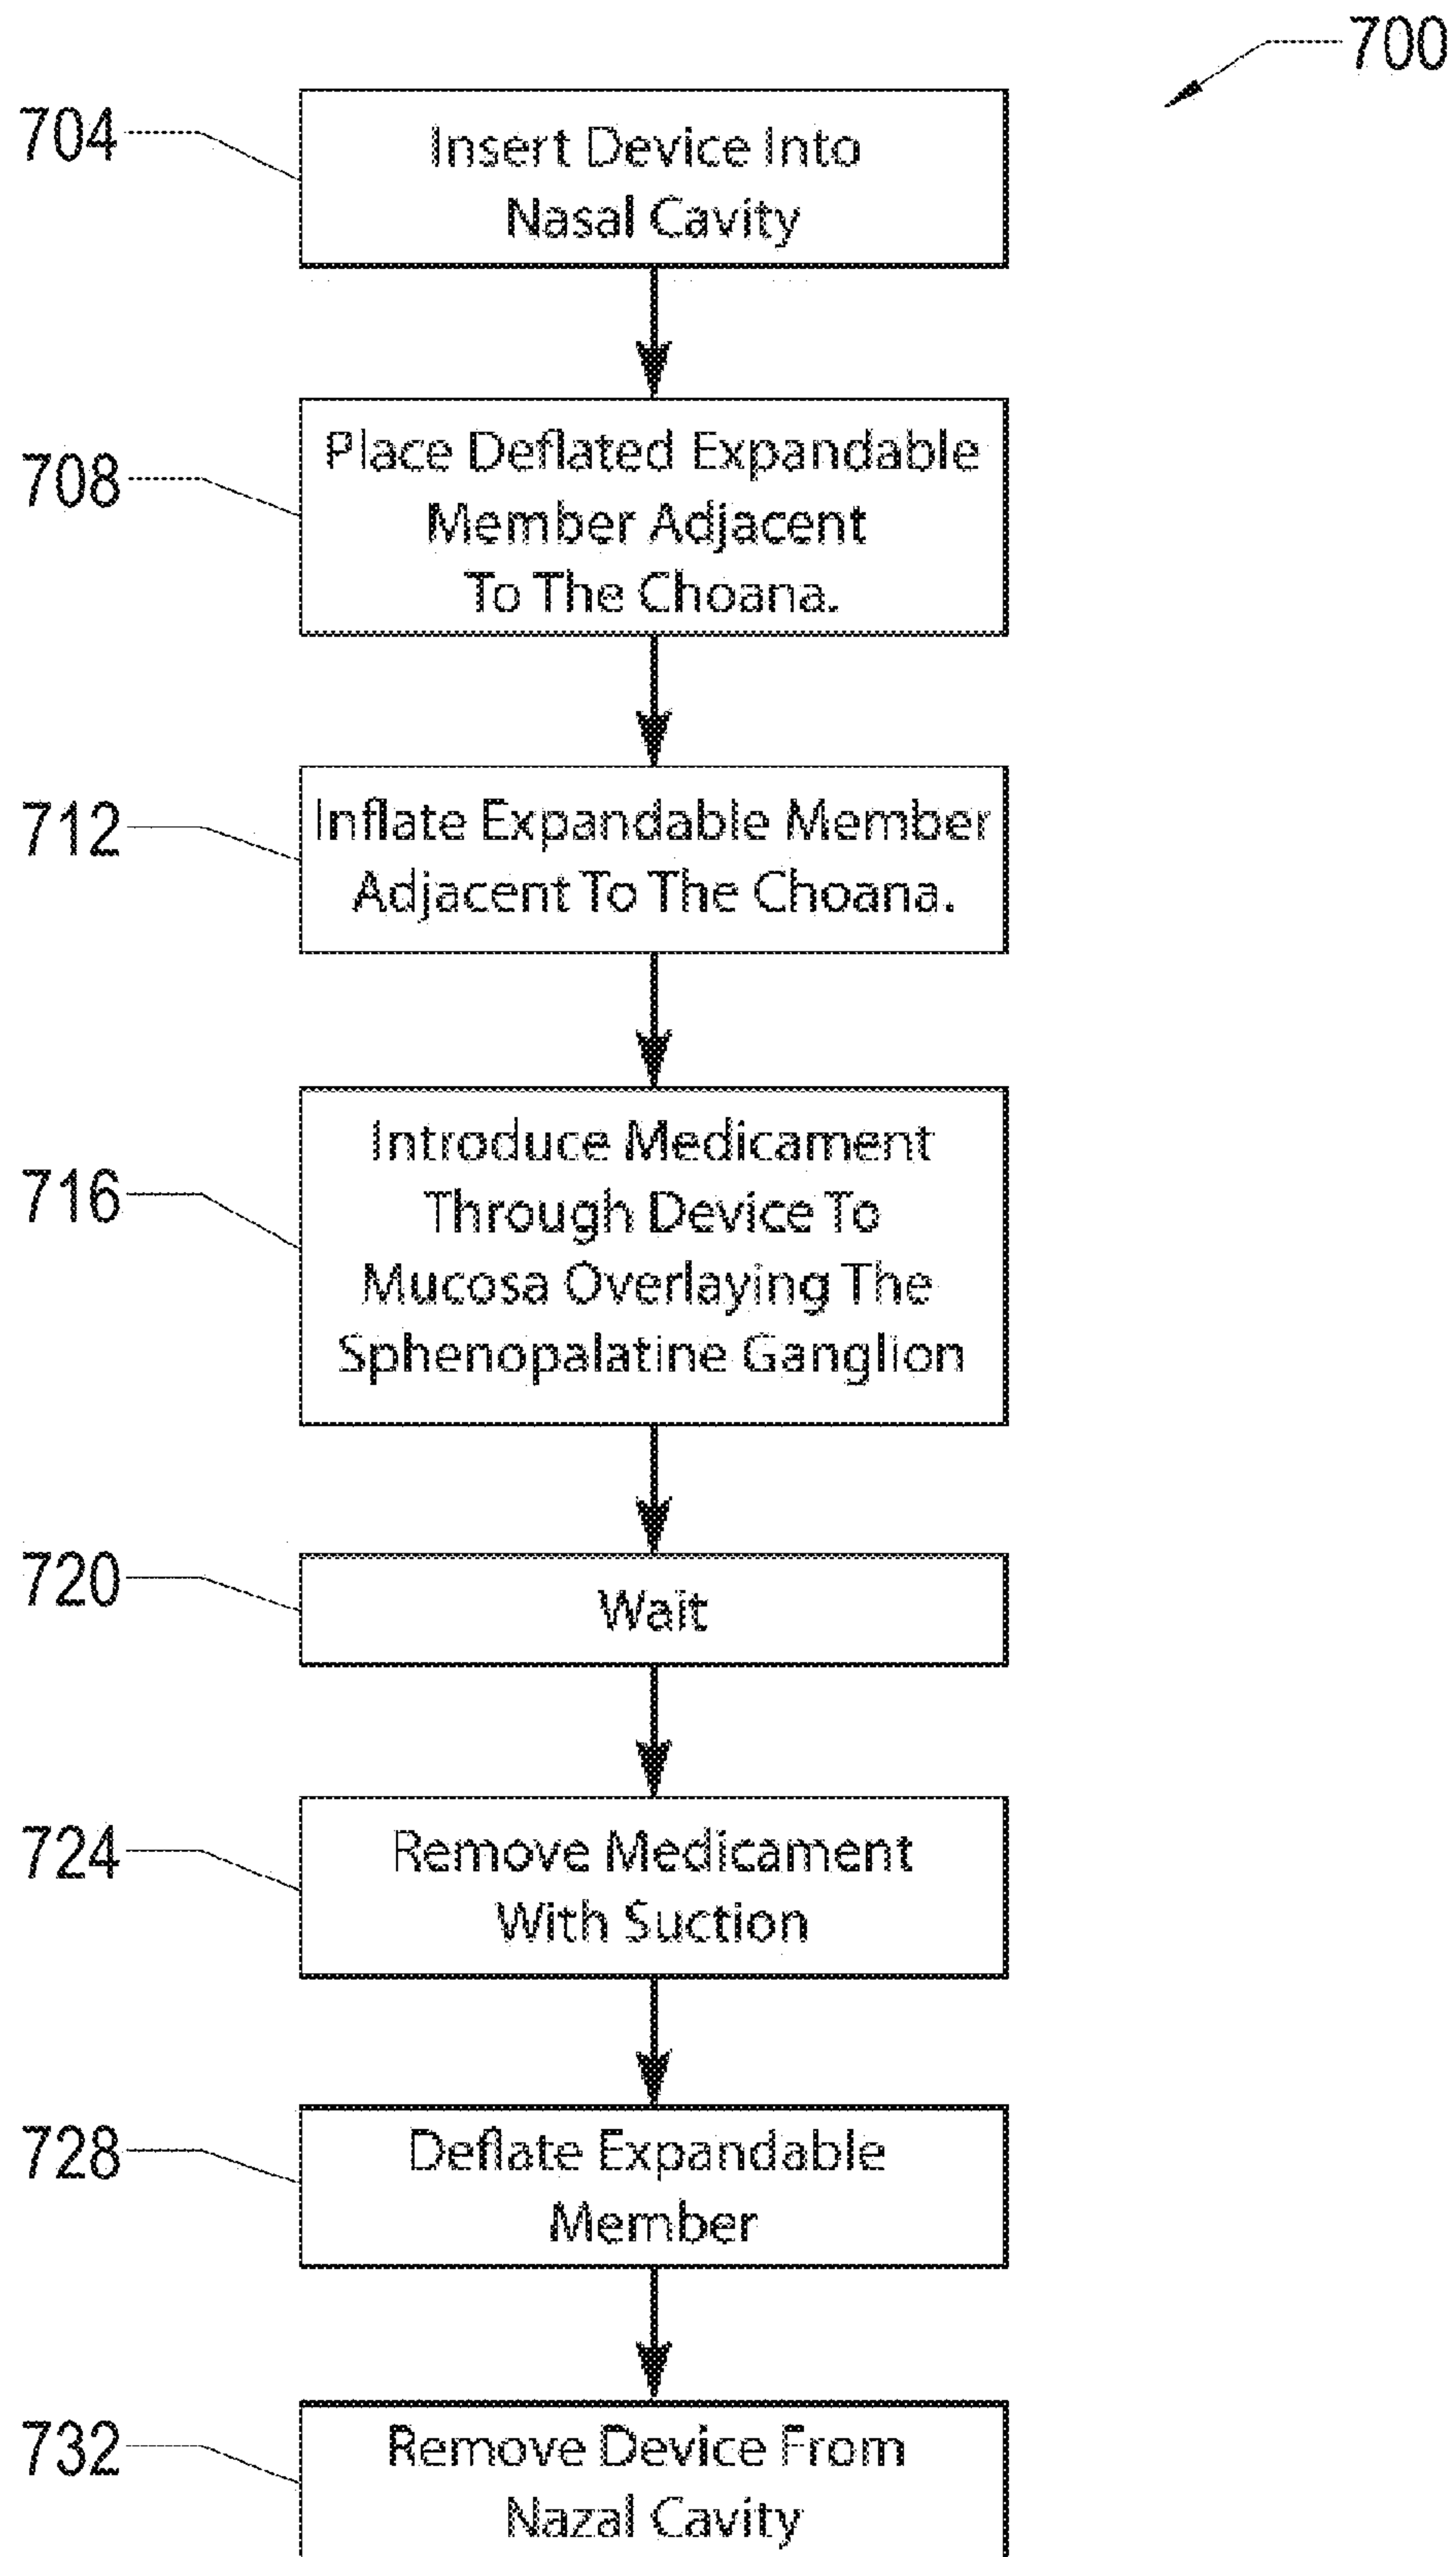 700
704
Insert Device Into
Nasal Cavity
708
Place Deflated Expandable
Member Adjacent
To The Choana.
712
Inflate Expandable Member
Adjacent To The Choana.
716
Introduce Medicament
Through Device To
Mucosa Overlaying The
Sphenopalatine Ganglion
720
Wait
724
Remove Medicament
With Suction
728
Deflate Expandable
Member
732
Remove Device From
Nazal Cavity